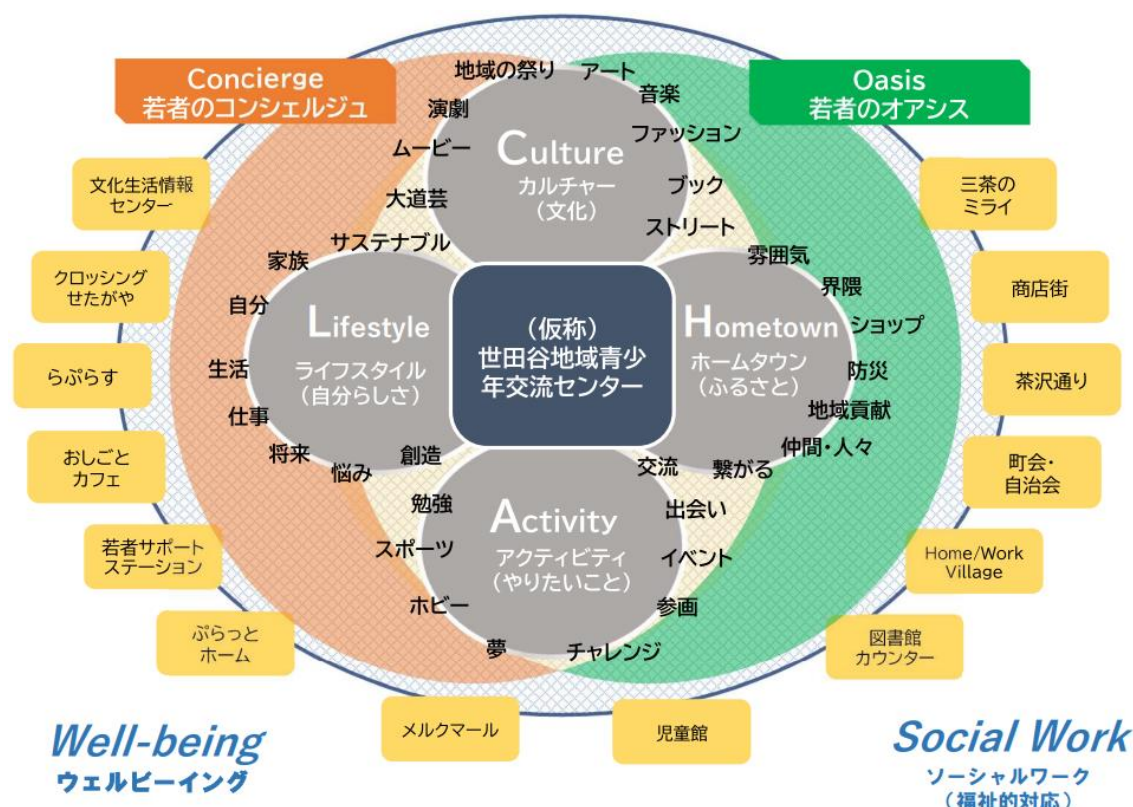 Concierge
若者のコンシェルジュ
Oasis
若者のオアシス
地域の祭り
アート
演劇
音楽
ムービー
ファッション
大道芸
ブック
サステナブル
ストリート
Culture
カルチャー
（文化）
家族
自分
生活
仕事
将来
悩み
創造
Lifestyle
ライフスタイル
（自分らしさ）
（仮称）
世田谷地域青少
年交流センター
Hometown
ホームタウン
（ふるさと）
雰囲気
界隈
ショップ
防災
地域貢献
仲間・人々
繋がる
交流
勉強
出会い
スポーツ
イベント
ホビー
参画
夢
チャレンジ
Activity
アクティビティ
（やりたいこと）
文化生活情報
センター
クロッシング
せたがや
らぷらす
おしごと
カフェ
若者サポート
ステーション
ぷらっと
ホーム
メルクマール
児童館
三茶の
ミライ
商店街
茶沢通り
町会・
自治会
Home/Work
Village
図書館
カウンター
Well-being
ウェルビーイング
Social Work
ソーシャルワーク
（福祉的対応）